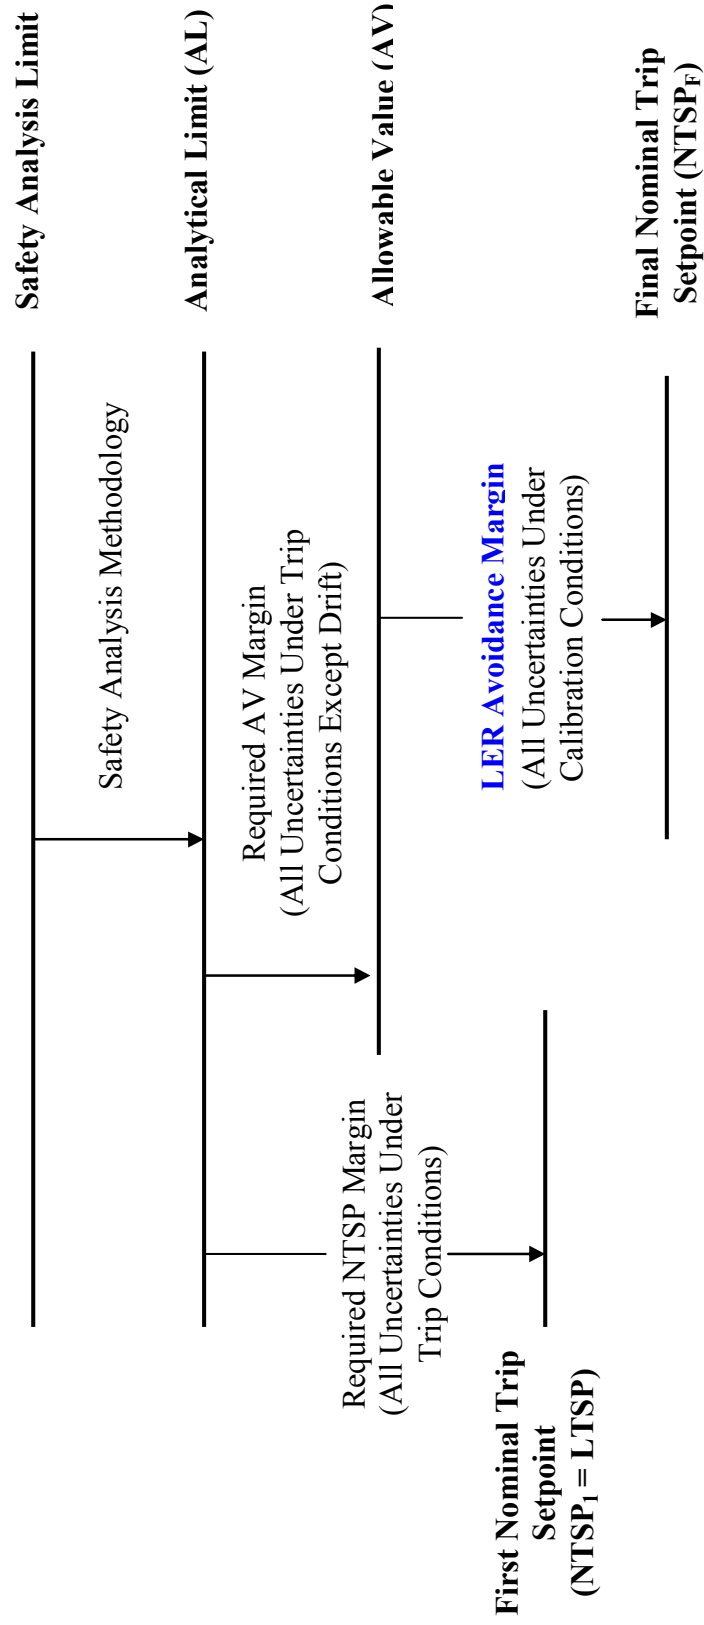 Safety Analysis Limit
Safety Analysis Methodology
Analytical Limit (AL)
Required AV Margin
(All Uncertainties Under Trip
Conditions Except Drift)
Required NTSP Margin
(All Uncertainties Under
Trip Conditions)
Allowable Value (AV)
LER Avoidance Margin
(All Uncertainties Under
Calibration Conditions)
First Nominal Trip
Setpoint
(NTSP₁ = LTSP)
Final Nominal Trip
Setpoint (NTSP_F)